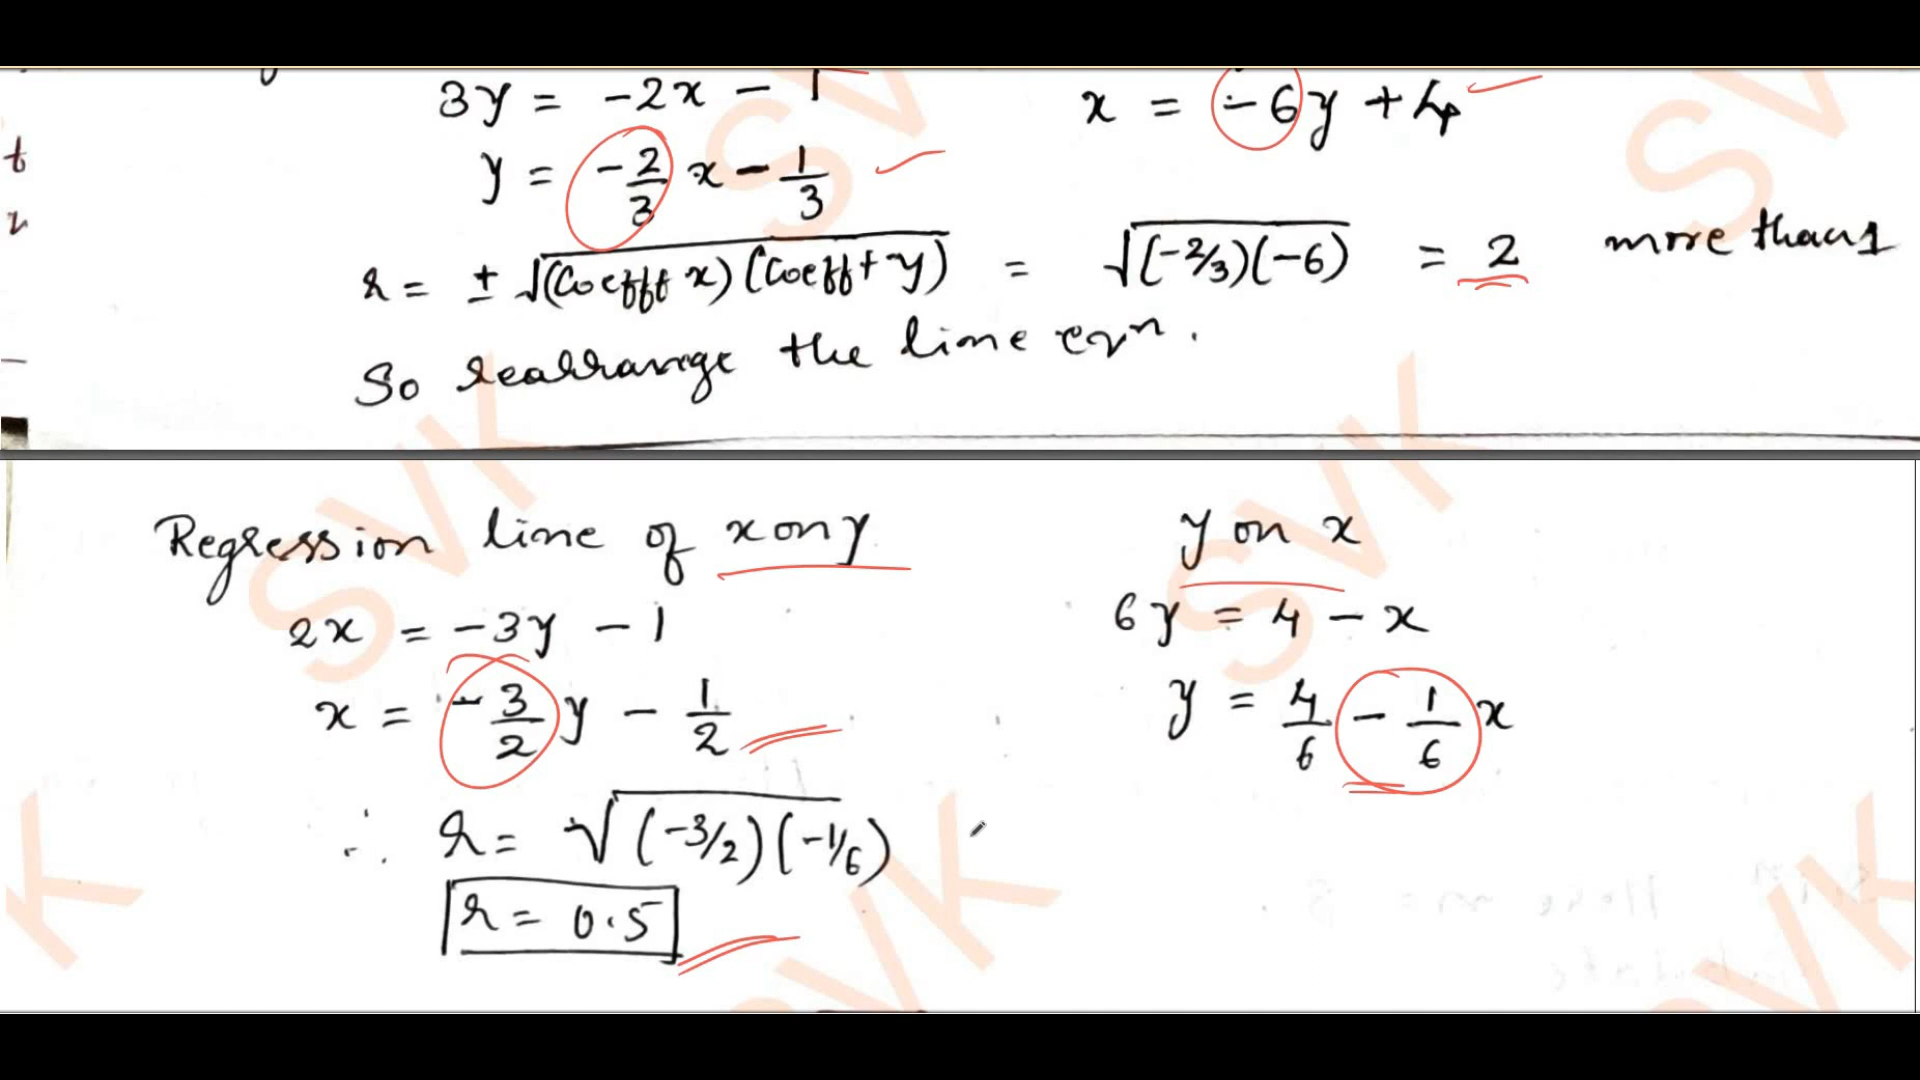 3y = -2x - 1
x = -6y + 4
y = -2/3 x - 1/3
r = ± √(Coefft x) (Coefft y) = √(-2/3)(-6) = 2 more than 1
So rearrange the line eqn.
Regression line of x on y
y on x
2x = -3y - 1
6y = 4 - x
x = -3/2 y - 1/2
y = 4/6 - 1/6 x
∴ r = √(-3/2)(-1/6)
r = 0.5
SVK